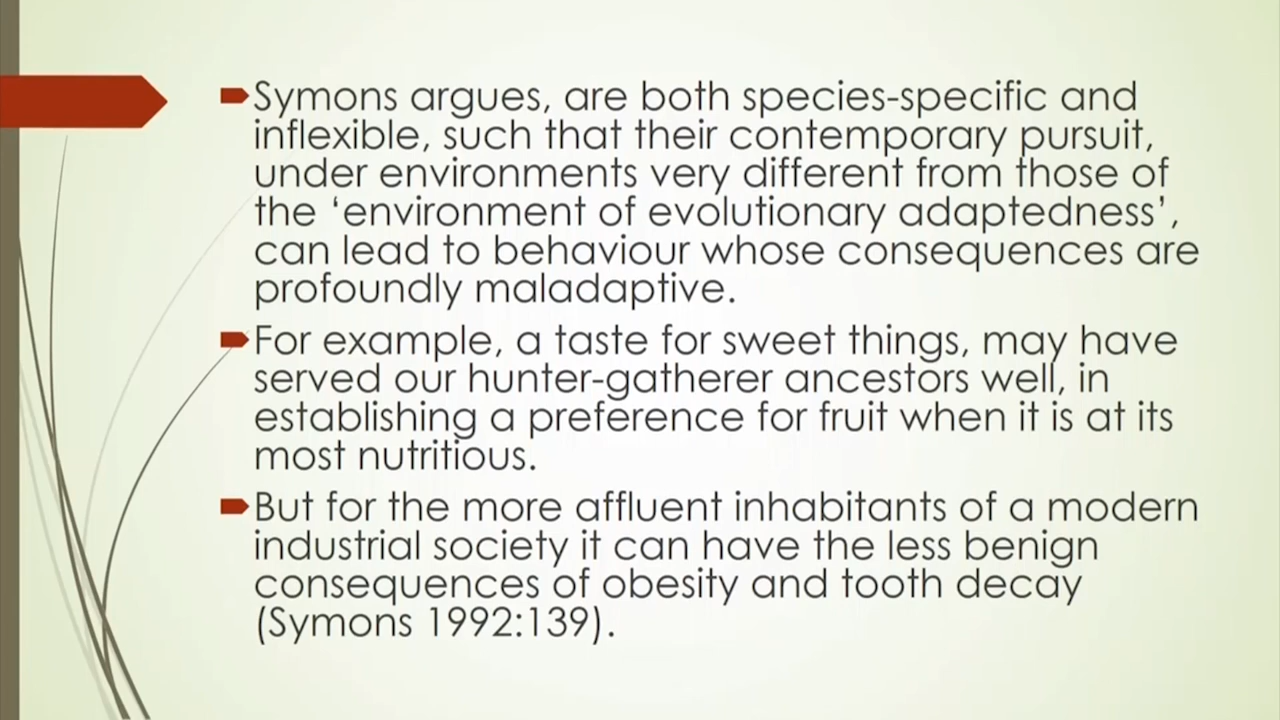 Symons argues, are both species-specific and
inflexible, such that their contemporary pursuit,
under environments very different from those of
the ‘environment of evolutionary adaptedness’,
can lead to behaviour whose consequences are
profoundly maladaptive.
For example, a taste for sweet things, may have
served our hunter-gatherer ancestors well, in
establishing a preference for fruit when it is at its
most nutritious.
But for the more affluent inhabitants of a modern
industrial society it can have the less benign
consequences of obesity and tooth decay
(Symons 1992:139).